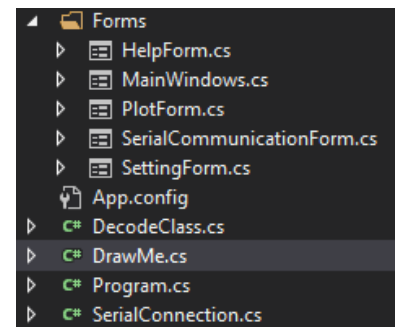 Forms
HelpForm.cs
MainWindows.cs
PlotForm.cs
SerialCommunicationForm.cs
SettingForm.cs
App.config
C# DecodeClass.cs
C# DrawMe.cs
C# Program.cs
C# SerialConnection.cs